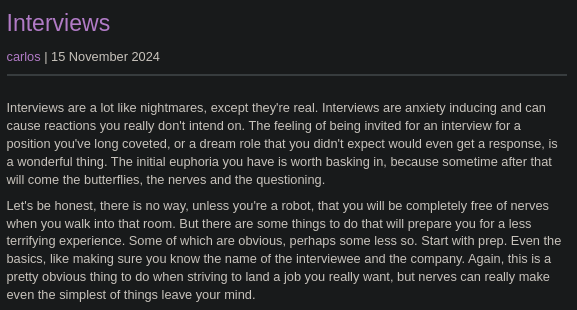 Interviews
carlos | 15 November 2024
Interviews are a lot like nightmares, except they're real. Interviews are anxiety inducing and can
cause reactions you really don't intend on. The feeling of being invited for an interview for a
position you've long coveted, or a dream role that you didn't expect would even get a response, is
a wonderful thing. The initial euphoria you have is worth basking in, because sometime after that
will come the butterflies, the nerves and the questioning.
Let's be honest, there is no way, unless you're a robot, that you will be completely free of nerves
when you walk into that room. But there are some things to do that will prepare you for a less
terrifying experience. Some of which are obvious, perhaps some less so. Start with prep. Even the
basics, like making sure you know the name of the interviewee and the company. Again, this is a
pretty obvious thing to do when striving to land a job you really want, but nerves can really make
even the simplest of things leave your mind.